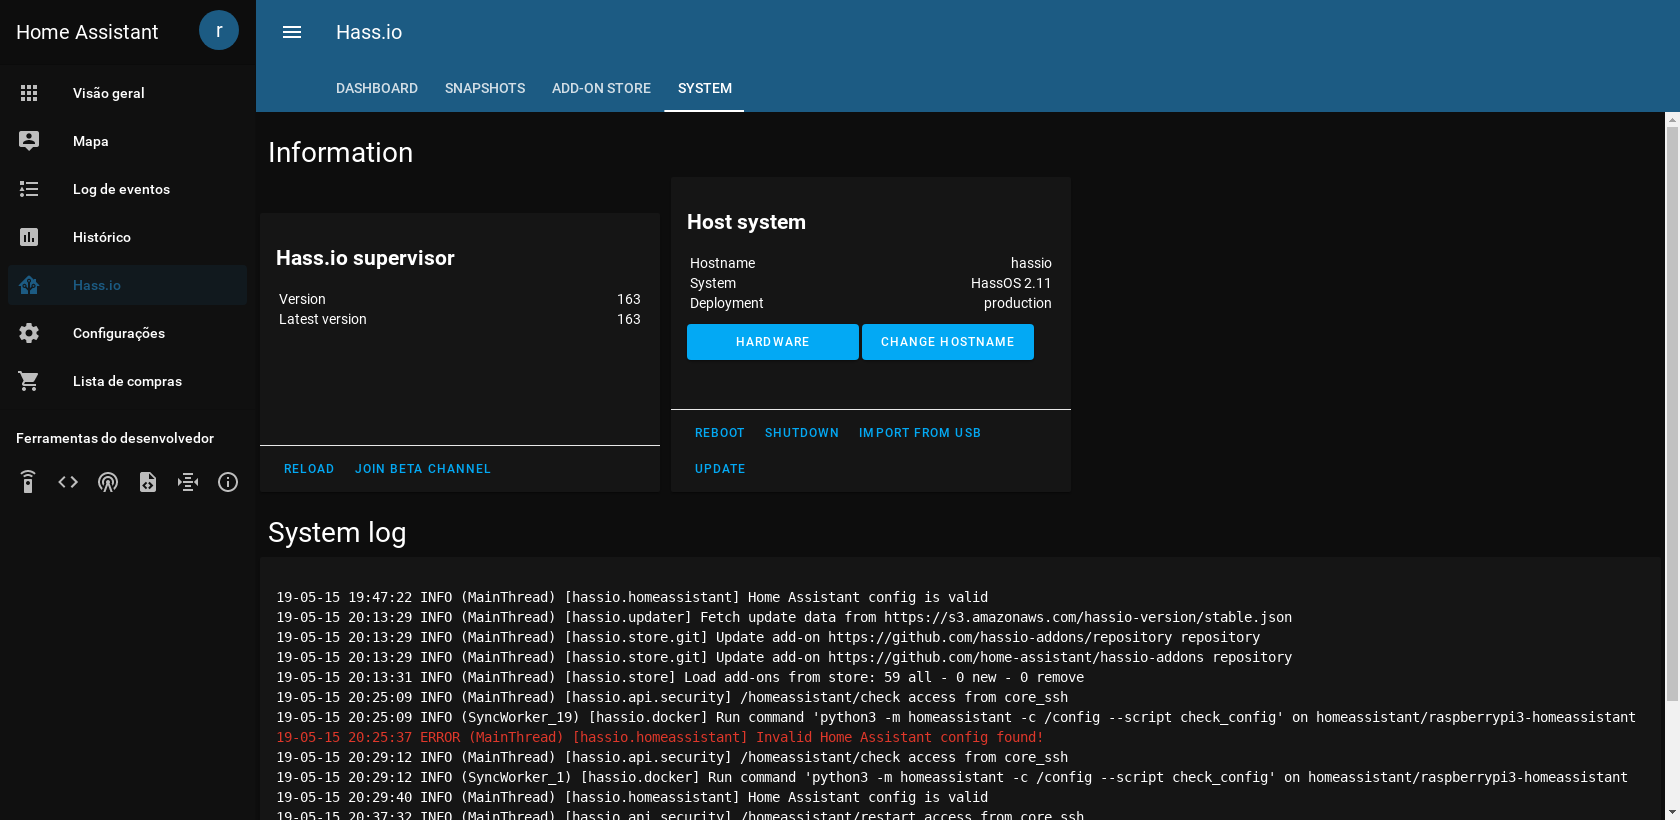 Home Assistant
r
Visão geral
Mapa
Log de eventos
Histórico
Hass.io
Configurações
Lista de compras
Ferramentas do desenvolvedor
Hass.io
DASHBOARD SNAPSHOTS ADD-ON STORE SYSTEM
Information
Hass.io supervisor
Version 163
Latest version 163
RELOAD JOIN BETA CHANNEL
Host system
Hostname hassio
System HassOS 2.11
Deployment production
HARDWARE CHANGE HOSTNAME
REBOOT SHUTDOWN IMPORT FROM USB
UPDATE
System log
19-05-15 19:47:22 INFO (MainThread) [hassio.homeassistant] Home Assistant config is valid
19-05-15 20:13:29 INFO (MainThread) [hassio.updater] Fetch update data from https://s3.amazonaws.com/hassio-version/stable.json
19-05-15 20:13:29 INFO (MainThread) [hassio.store.git] Update add-on https://github.com/hassio-addons/repository repository
19-05-15 20:13:29 INFO (MainThread) [hassio.store.git] Update add-on https://github.com/home-assistant/hassio-addons repository
19-05-15 20:13:31 INFO (MainThread) [hassio.store] Load add-ons from store: 59 all - 0 new - 0 remove
19-05-15 20:25:09 INFO (MainThread) [hassio.api.security] /homeassistant/check access from core_ssh
19-05-15 20:25:09 INFO (SyncWorker_19) [hassio.docker] Run command 'python3 -m homeassistant -c /config --script check_config' on homeassistant/raspberrypi3-homeassistant
19-05-15 20:25:37 ERROR (MainThread) [hassio.homeassistant] Invalid Home Assistant config found!
19-05-15 20:29:12 INFO (MainThread) [hassio.api.security] /homeassistant/check access from core_ssh
19-05-15 20:29:12 INFO (SyncWorker_1) [hassio.docker] Run command 'python3 -m homeassistant -c /config --script check_config' on homeassistant/raspberrypi3-homeassistant
19-05-15 20:29:40 INFO (MainThread) [hassio.homeassistant] Home Assistant config is valid
19-05-15 20:37:32 INFO (MainThread) [hassio.api.security] /homeassistant/restart access from core_ssh